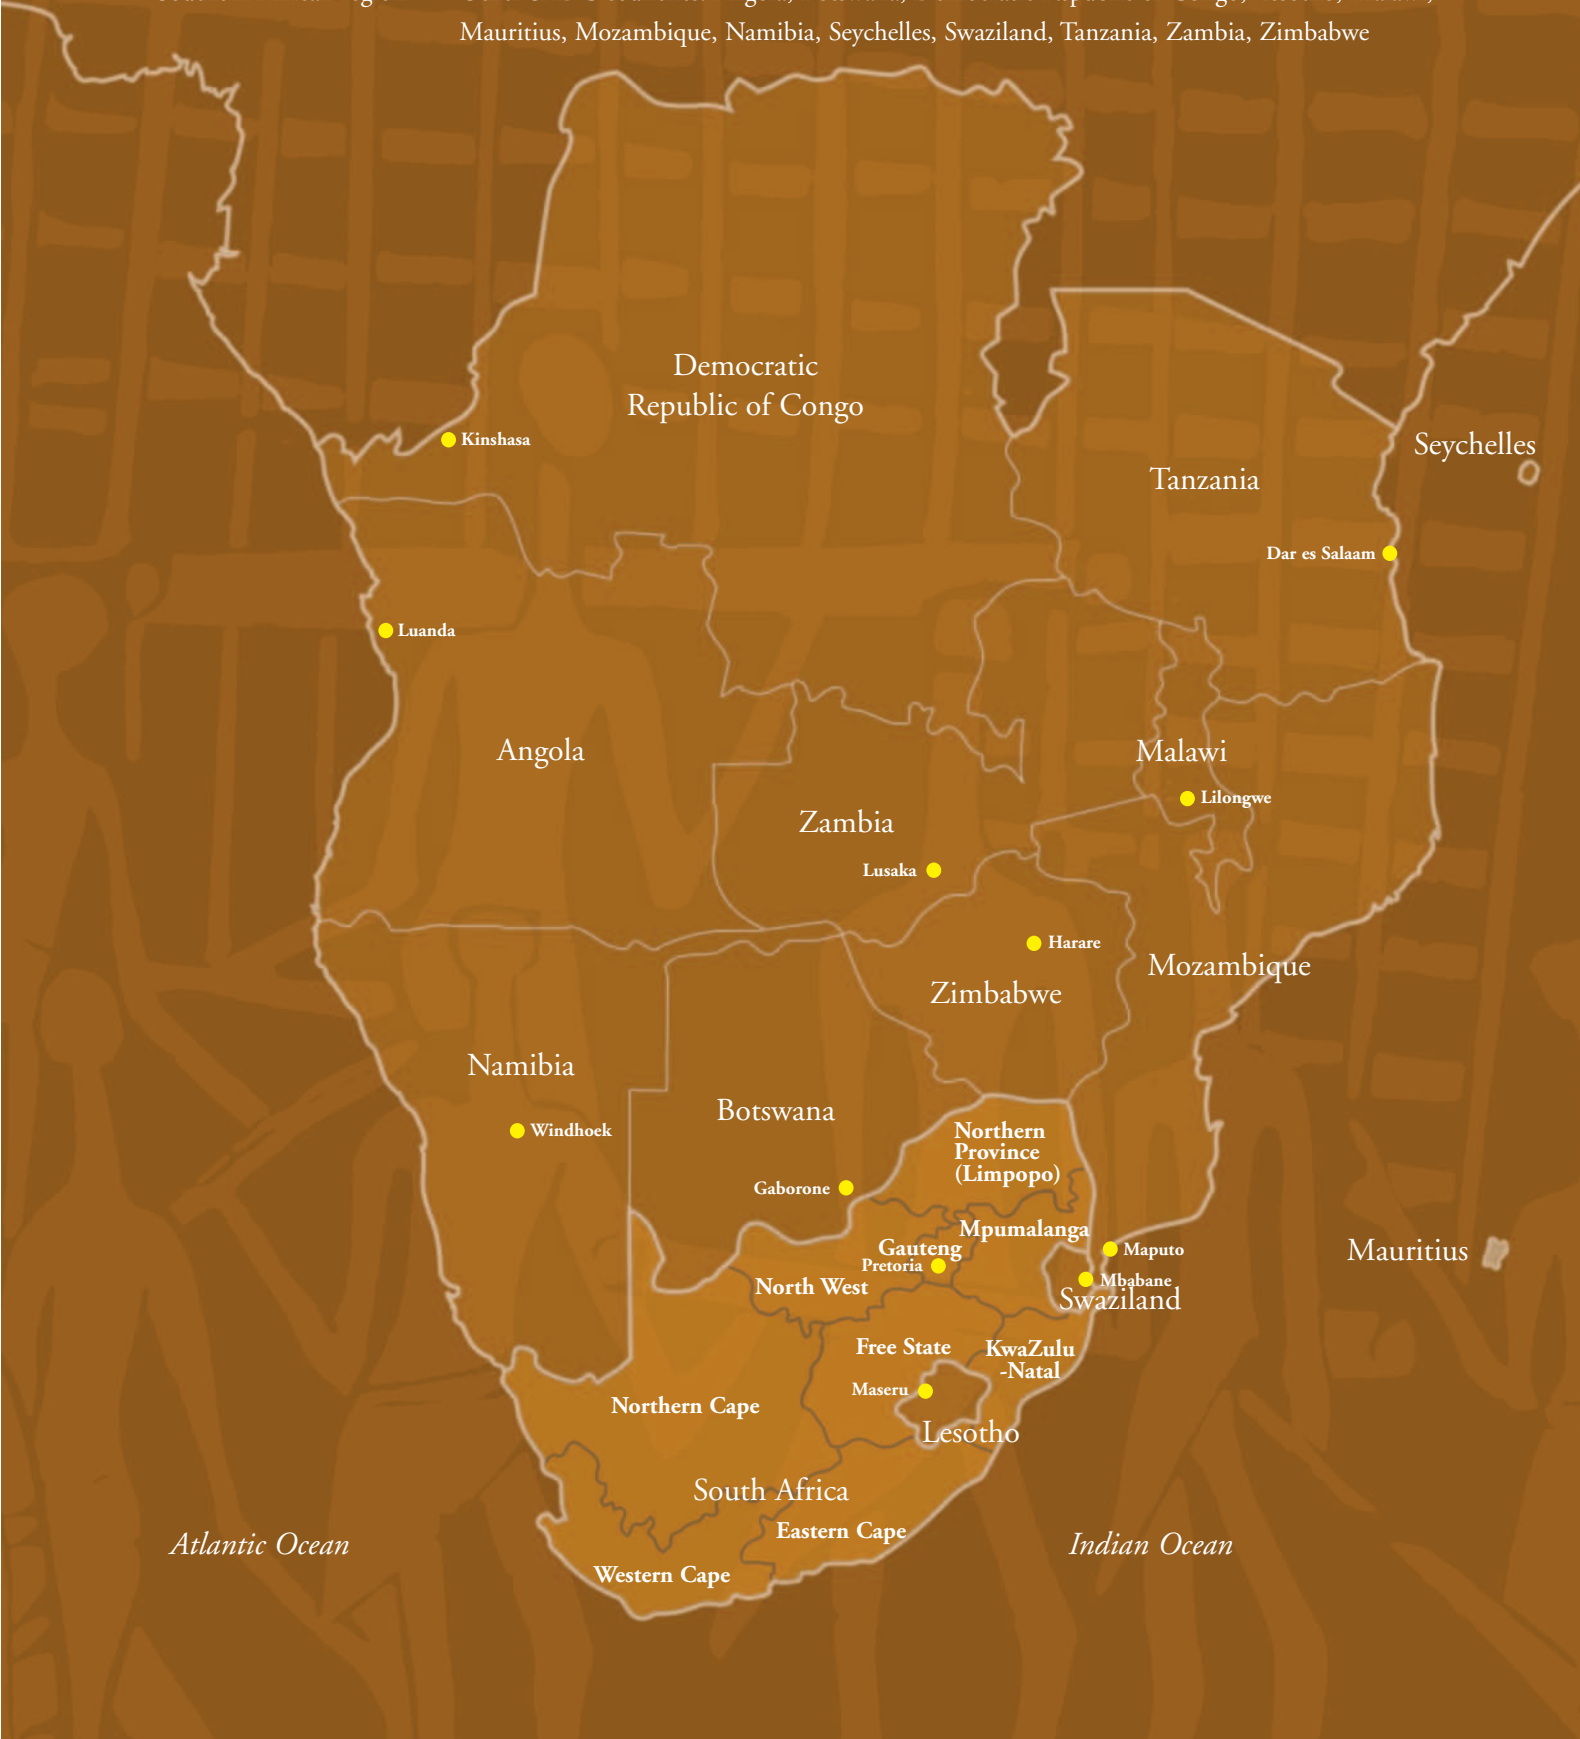 Mauritius, Mozambique, Namibia, Seychelles, Swaziland, Tanzania, Zambia, Zimbabwe
Democratic
Republic of Congo
Kinshasa
Seychelles
Tanzania
Dar es Salaam
Luanda
Angola
Malawi
Lilongwe
Zambia
Lusaka
Harare
Mozambique
Zimbabwe
Namibia
Botswana
Windhoek
Northern
Province
(Limpopo)
Gaborone
Mpumalanga
Gauteng
Maputo
Mauritius
Pretoria
Mbabane
North West
Swaziland
Free State
KwaZulu
-Natal
Maseru
Northern Cape
Lesotho
South Africa
Eastern Cape
Atlantic Ocean
Indian Ocean
Western Cape